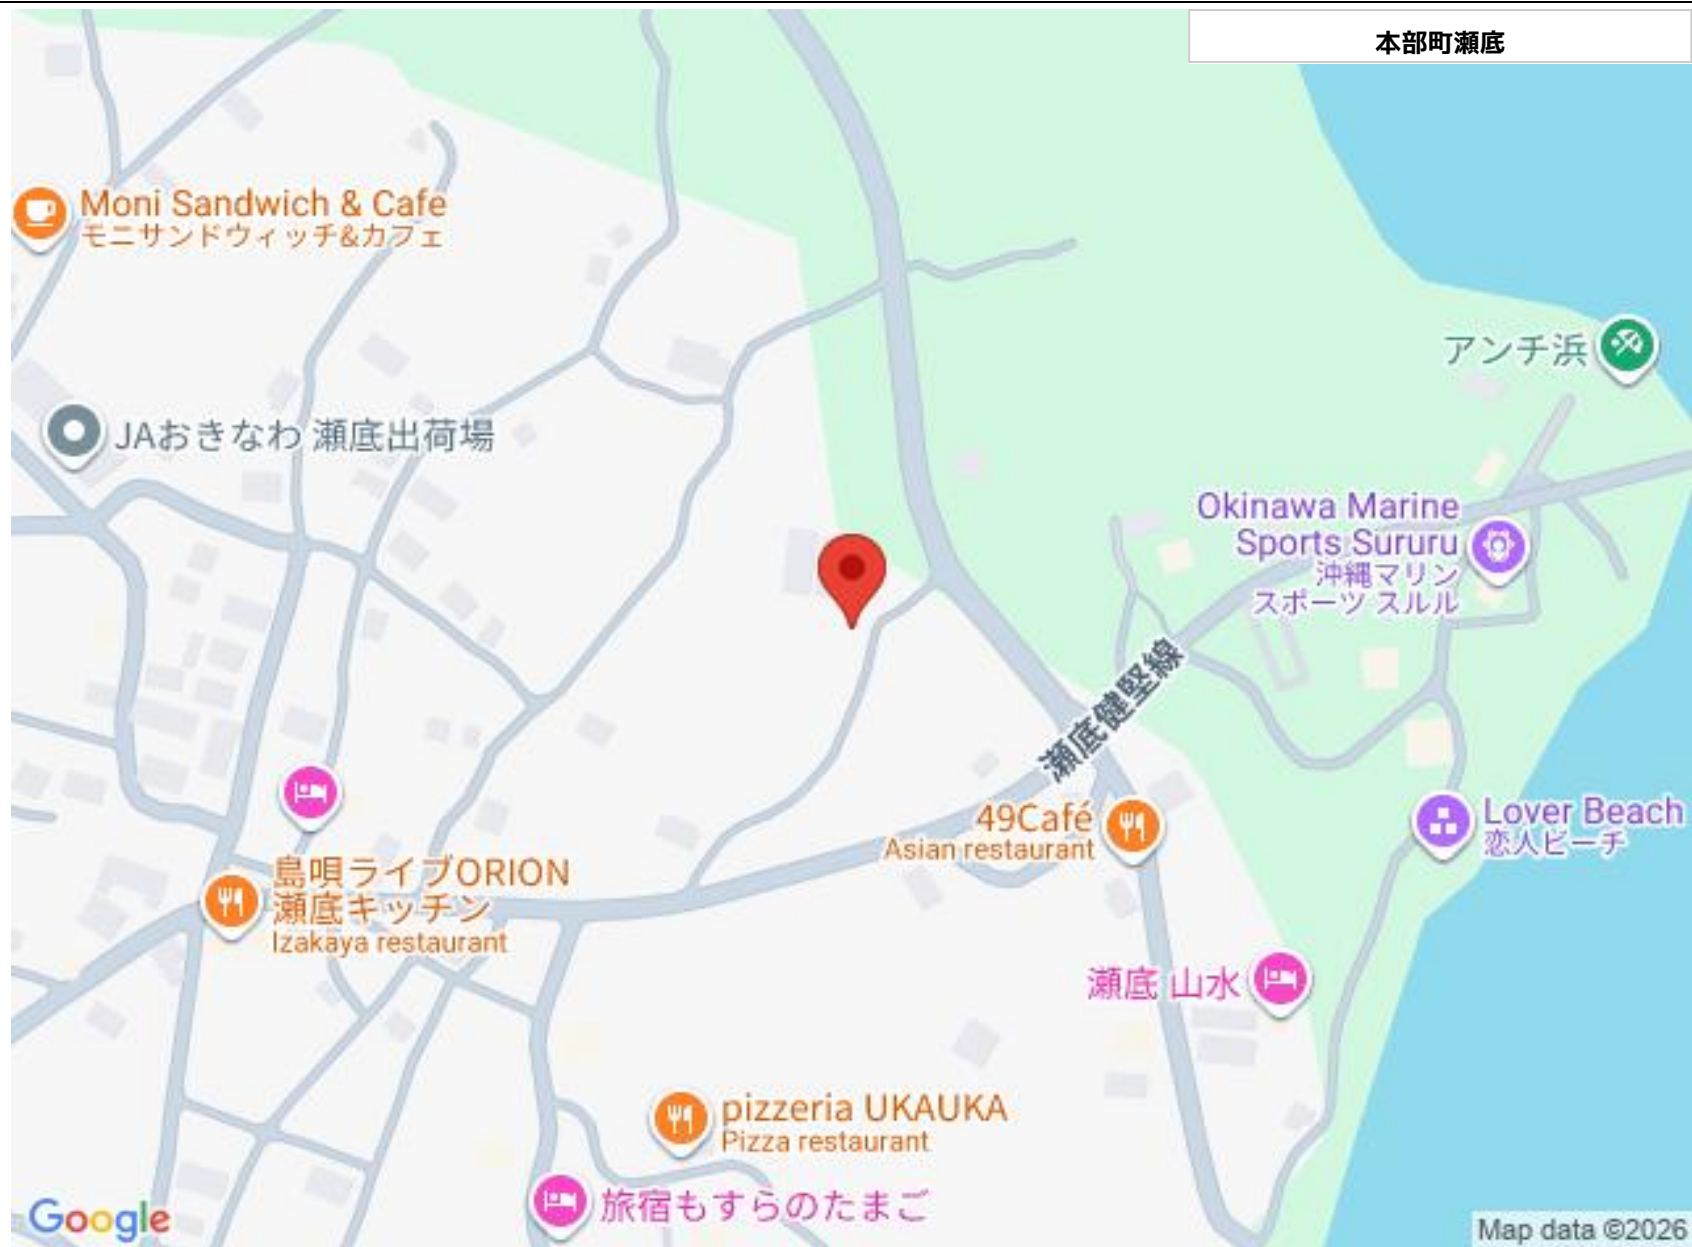 本部町瀬底
Moni Sandwich & Cafe
モニサンドウィッチ&カフェ
アンチ浜
JAおきなわ 瀬底出荷場
Okinawa Marine
Sports Sururu
沖縄マリン
スポーツ スルル
瀬底健堅線
49Café
Asian restaurant
Lover Beach
恋人ビーチ
島唄ライブORION
瀬底キッチン
Izakaya restaurant
瀬底 山水
pizzeria UKAUKA
Pizza restaurant
旅宿もすらのたまご
Google
Map data ©2026